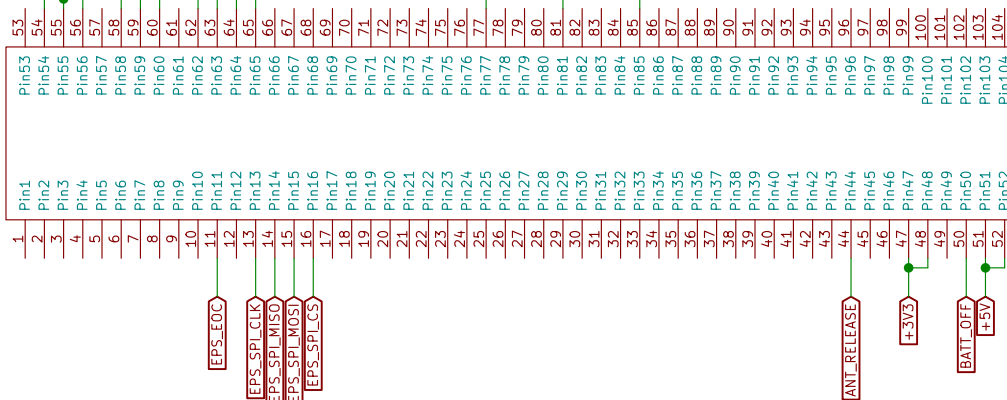 53 54 55 56 57 58 59 60 61 62 63 64 65 66 67 68 69 70 71 72 73 74 75 76 77 78 79 80 81 82 83 84 85 86 87 88 89 90 91 92 93 94 95 96 97 98 99 100 101 102 103 104
Pin53 Pin54 Pin55 Pin56 Pin57 Pin58 Pin59 Pin60 Pin61 Pin62 Pin63 Pin64 Pin65 Pin66 Pin67 Pin68 Pin69 Pin70 Pin71 Pin72 Pin73 Pin74 Pin75 Pin76 Pin77 Pin78 Pin79 Pin80 Pin81 Pin82 Pin83 Pin84 Pin85 Pin86 Pin87 Pin88 Pin89 Pin90 Pin91 Pin92 Pin93 Pin94 Pin95 Pin96 Pin97 Pin98 Pin99 Pin100 Pin101 Pin102 Pin103 Pin104
Pin1 Pin2 Pin3 Pin4 Pin5 Pin6 Pin7 Pin8 Pin9 Pin10 Pin11 Pin12 Pin13 Pin14 Pin15 Pin16 Pin17 Pin18 Pin19 Pin20 Pin21 Pin22 Pin23 Pin24 Pin25 Pin26 Pin27 Pin28 Pin29 Pin30 Pin31 Pin32 Pin33 Pin34 Pin35 Pin36 Pin37 Pin38 Pin39 Pin40 Pin41 Pin42 Pin43 Pin44 Pin45 Pin46 Pin47 Pin48 Pin49 Pin50 Pin51 Pin52
1 2 3 4 5 6 7 8 9 10 11 12 13 14 15 16 17 18 19 20 21 22 23 24 25 26 27 28 29 30 31 32 33 34 35 36 37 38 39 40 41 42 43 44 45 46 47 48 49 50 51 52
EPS_EOC
EPS_SPI_CLK
EPS_SPI_MISO
EPS_SPI_MOSI
EPS_SPI_CS
ANT_RELEASE
+3V3
BATT_OFF
+5V